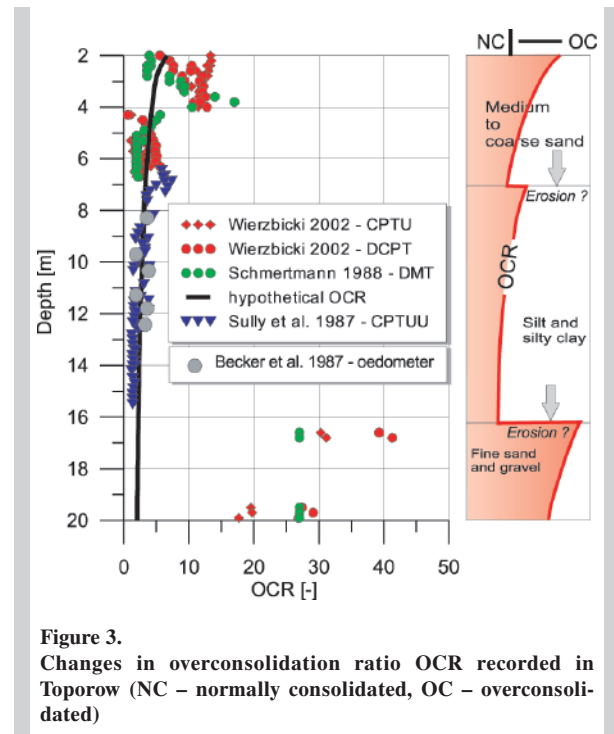 NC OC
2
4
6
8
10
12
14
16
18
20
Depth [m]
0 10 20 30 40 50
OCR [-]
Wierzbicki 2002 - CPTU
Wierzbicki 2002 - DCPT
Schmertmann 1988 - DMT
hypothetical OCR
Sully et al. 1987 - CPTUU
Becker et al. 1987 - oedometer
Medium
to
coarse sand
Erosion ?
OCR
Silt and
silty clay
Erosion ?
Fine sand
and gravel
Figure 3.
Changes in overconsolidation ratio OCR recorded in
Toporow (NC – normally consolidated, OC – overconsoli-
dated)